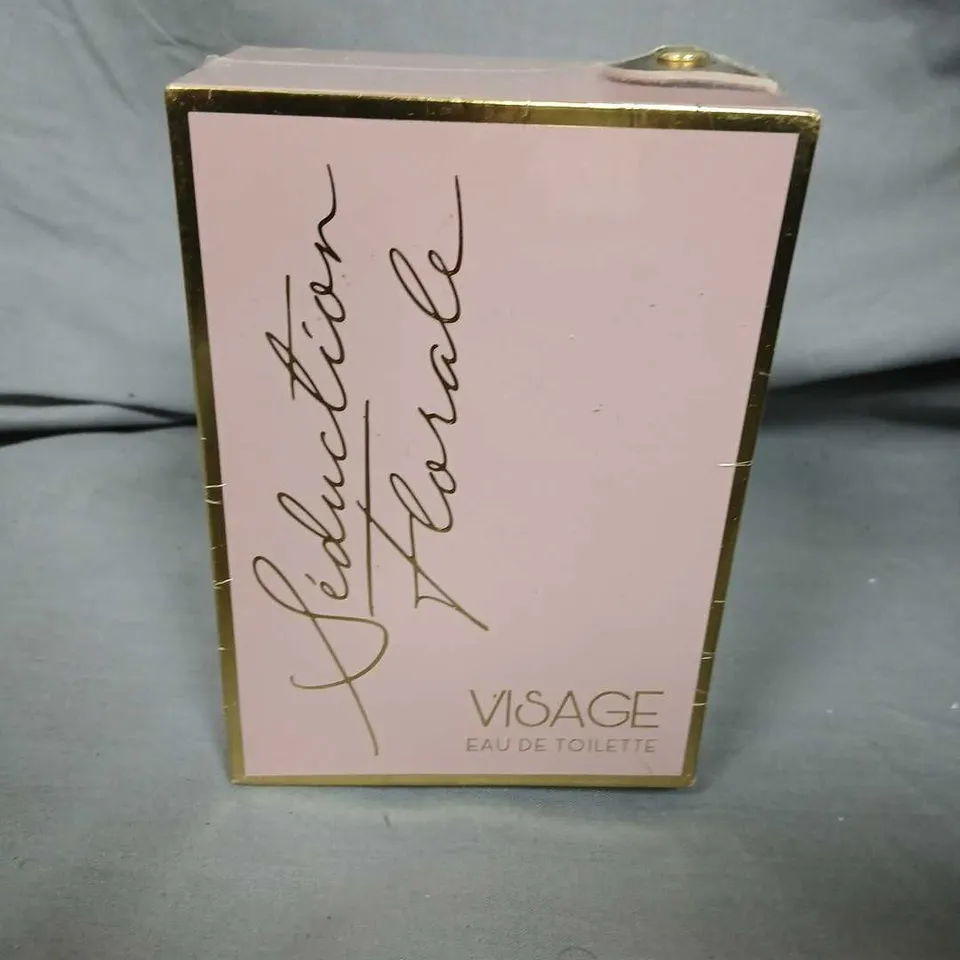 Séduction
Florale
VISAGE
EAU DE TOILETTE